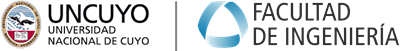 UNCUYO
UNIVERSIDAD
NACIONAL DE CUYO
FACULTAD
DE INGENIERÍA